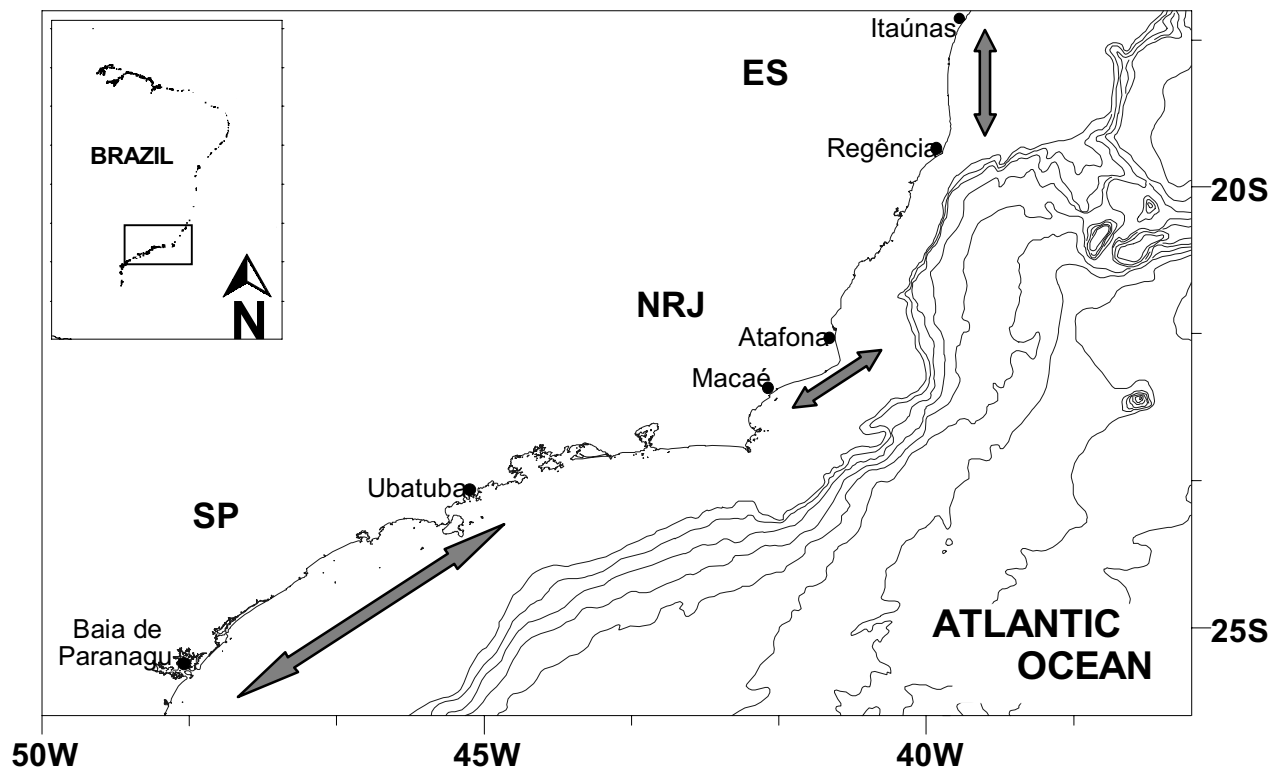 Itaúnas
ES
BRAZIL
Regência
20S
N
NRJ
Atafona
Macaé
Ubatuba
SP
Baia de
Paranagu
ATLANTIC
OCEAN
25S
50W
45W
40W